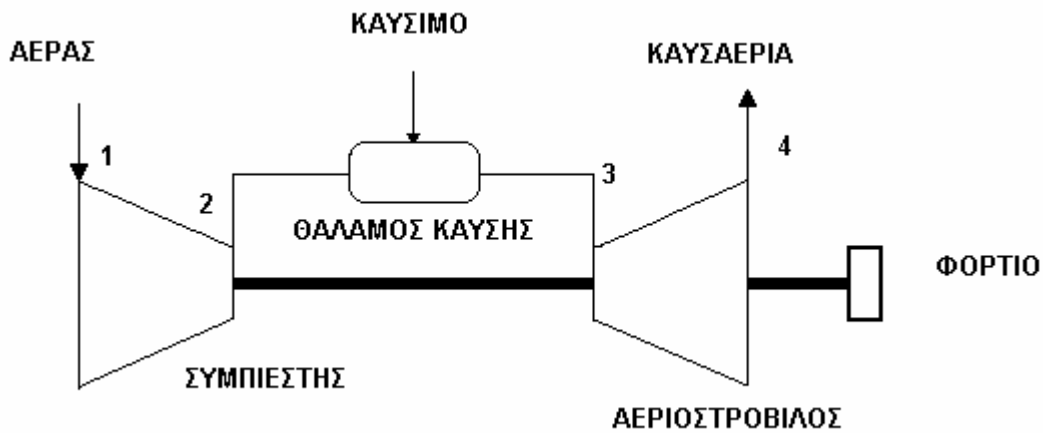 ΚΑΥΣΙΜΟ
ΑΕΡΑΣ
ΚΑΥΣΑΕΡΙΑ
1
2
3
4
ΘΑΛΑΜΟΣ ΚΑΥΣΗΣ
ΦΟΡΤΙΟ
ΣΥΜΠΙΕΣΤΗΣ
ΑΕΡΙΟΣΤΡΟΒΙΛΟΣ